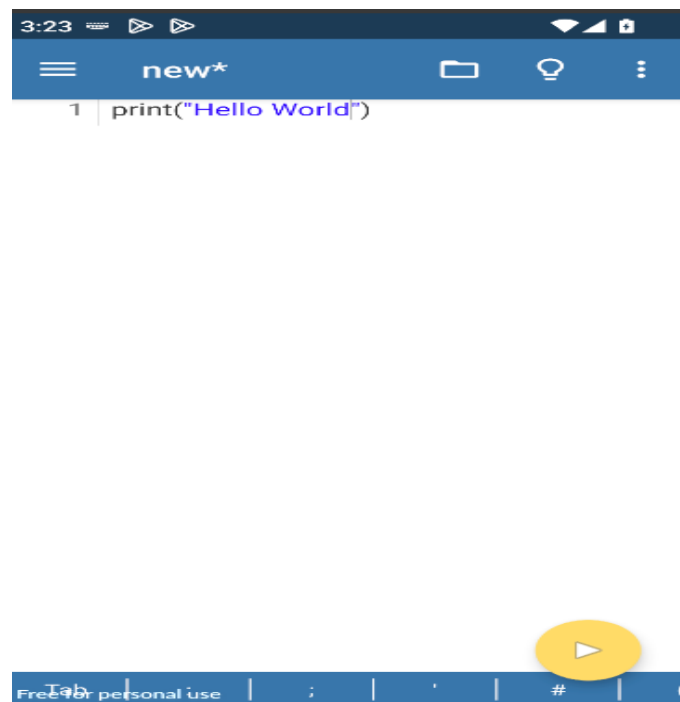 3:23
new*
1 print("Hello World")
Tab : ; ' #
Free for personal use